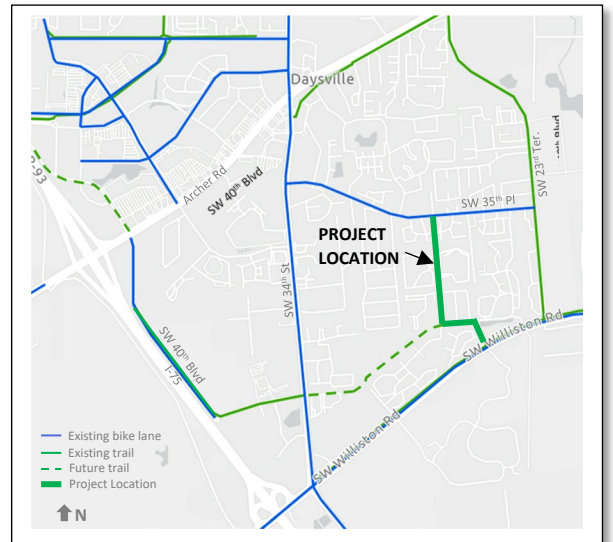 Daysville
Archer Rd
SW 40th Blvd
SW 34th St
SW 35th Pl
SW 23rd Ter.
Blvd
PROJECT
LOCATION
SW Williston Rd
SW 40th Blvd
I-75
SW Williston Rd
Existing bike lane
Existing trail
Future trail
Project Location
N